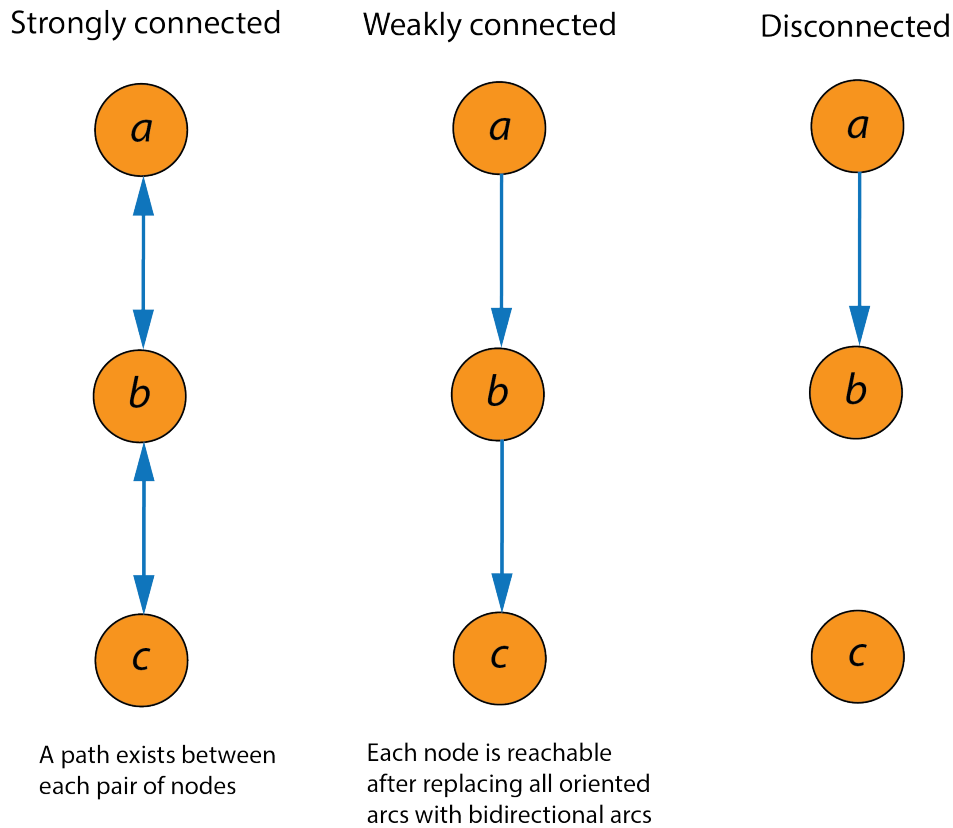 Strongly connected
a
b
c
A path exists between
each pair of nodes
Weakly connected
a
b
c
Each node is reachable
after replacing all oriented
arcs with bidirectional arcs
Disconnected
a
b
c